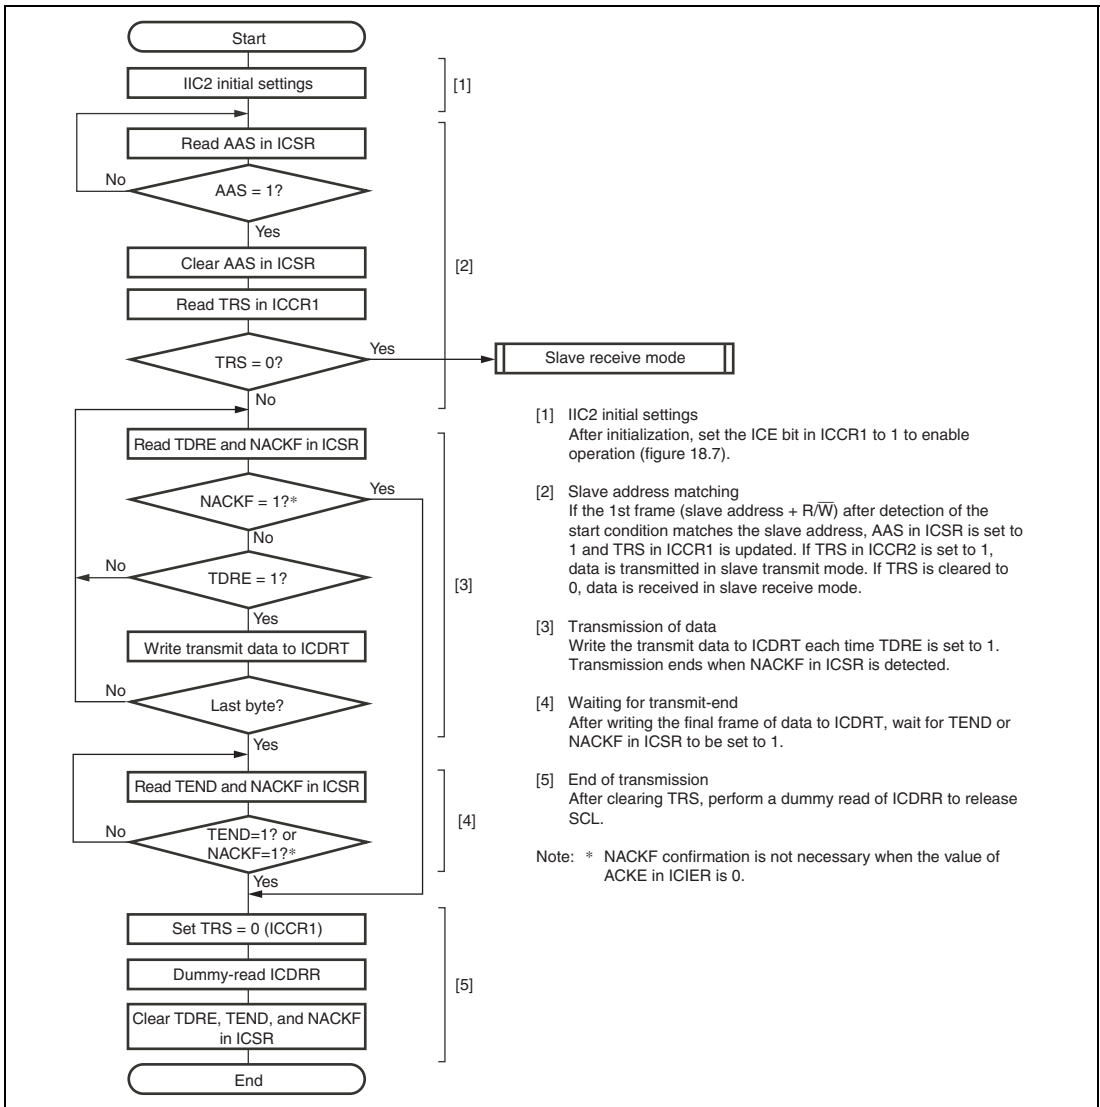 Start
IIC2 initial settings
[1]
Read AAS in ICSR
No
AAS = 1?
Yes
Clear AAS in ICSR
[2]
Read TRS in ICCR1
TRS = 0?
Yes
Slave receive mode
No
Read TDRE and NACKF in ICSR
NACKF = 1?*
Yes
No
No
TDRE = 1?
[3]
Yes
Write transmit data to ICDRT
No
Last byte?
Yes
Read TEND and NACKF in ICSR
No
TEND=1? or
NACKF=1?*
[4]
Yes
Set TRS = 0 (ICCR1)
Dummy-read ICDRR
[5]
Clear TDRE, TEND, and NACKF
in ICSR
End
[1] IIC2 initial settings
After initialization, set the ICE bit in ICCR1 to 1 to enable
operation (figure 18.7).
[2] Slave address matching
If the 1st frame (slave address + R/W̅) after detection of the
start condition matches the slave address, AAS in ICSR is set to
1 and TRS in ICCR1 is updated. If TRS in ICCR2 is set to 1,
data is transmitted in slave transmit mode. If TRS is cleared to
0, data is received in slave receive mode.
[3] Transmission of data
Write the transmit data to ICDRT each time TDRE is set to 1.
Transmission ends when NACKF in ICSR is detected.
[4] Waiting for transmit-end
After writing the final frame of data to ICDRT, wait for TEND or
NACKF in ICSR to be set to 1.
[5] End of transmission
After clearing TRS, perform a dummy read of ICDRR to release
SCL.
Note: * NACKF confirmation is not necessary when the value of
ACKE in ICIER is 0.